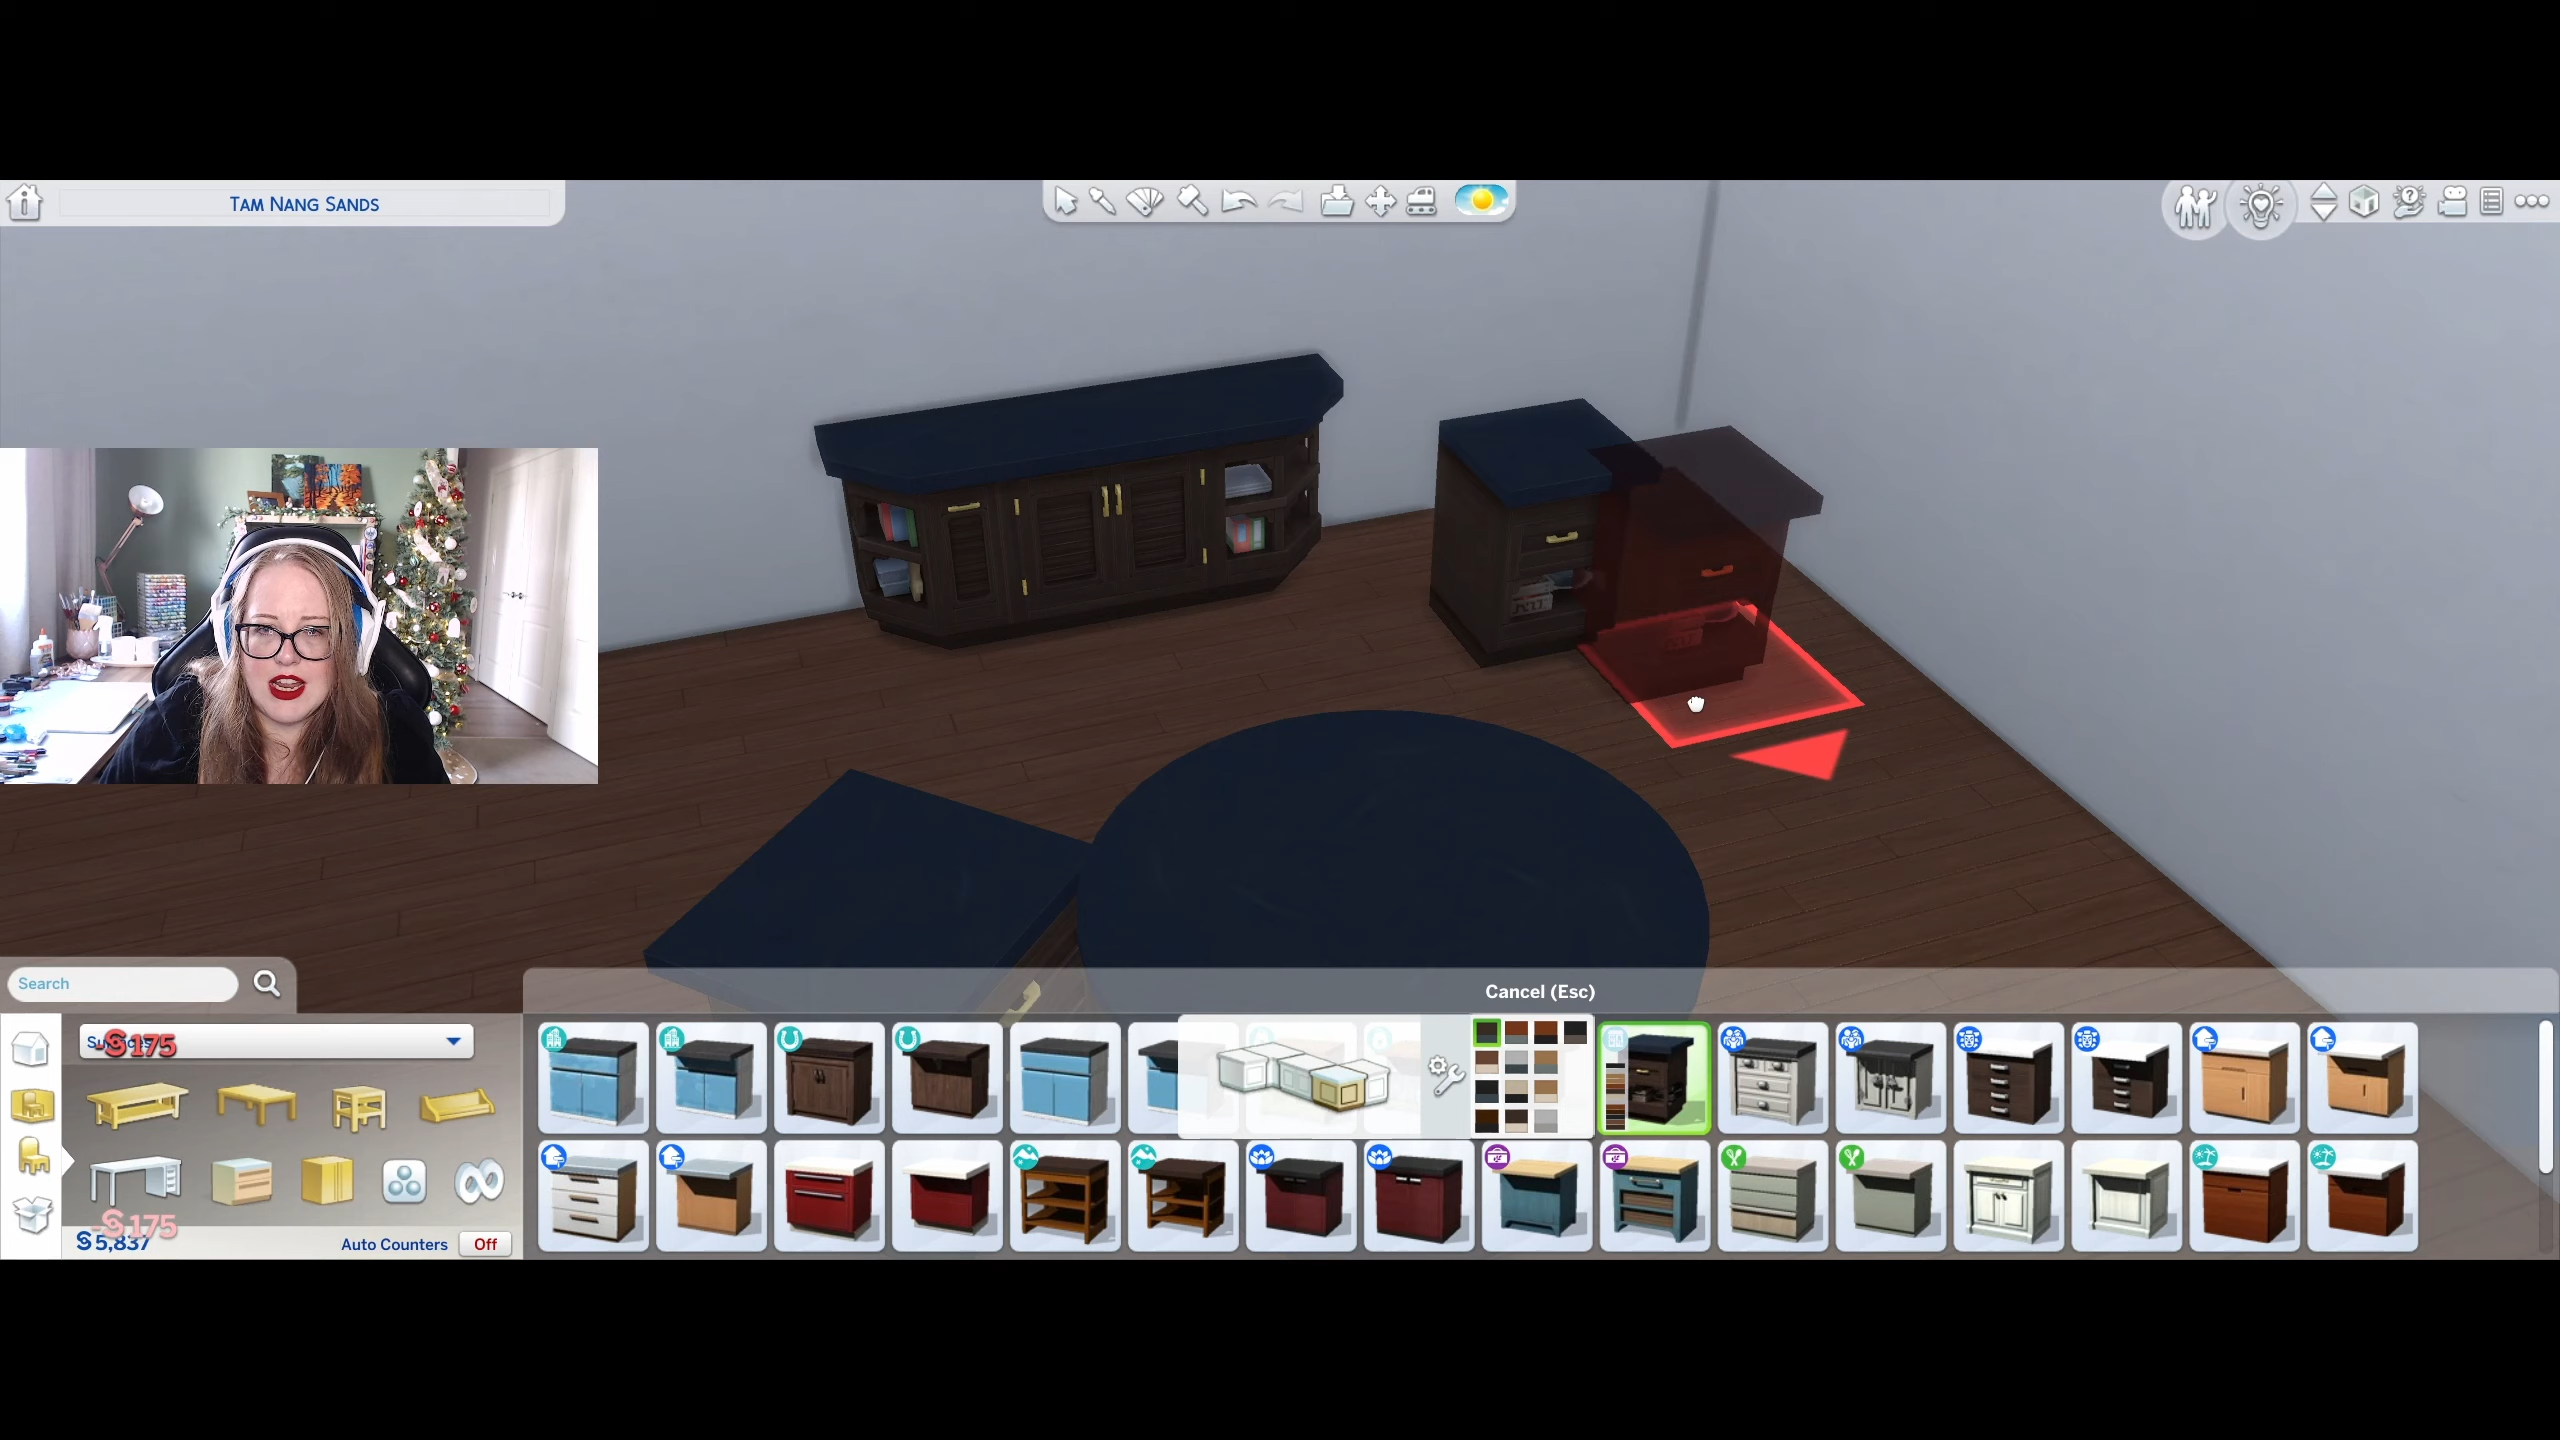 TAM NANG SANDS
Search
Cancel (Esc)
-§175
-§175
§5,837
Auto Counters
Off